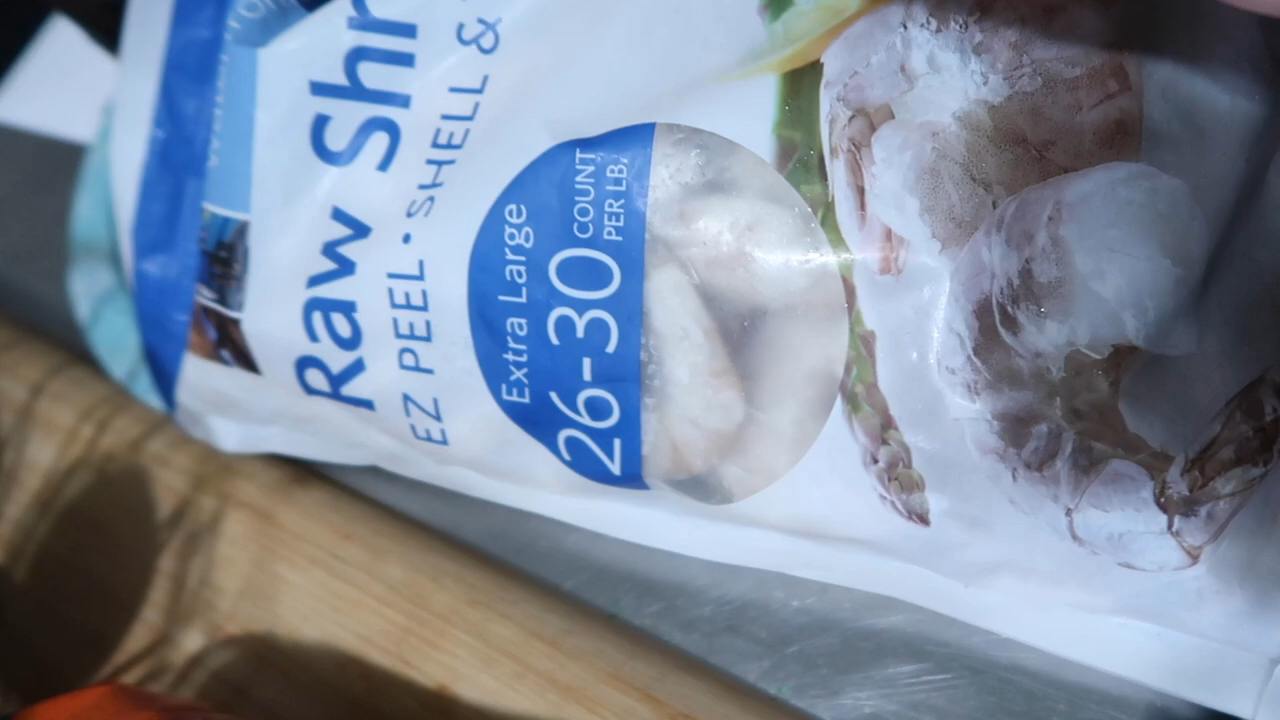 Raw Shr
EZ PEEL • SHELL &
Extra Large
26-30 COUNT PER LB.